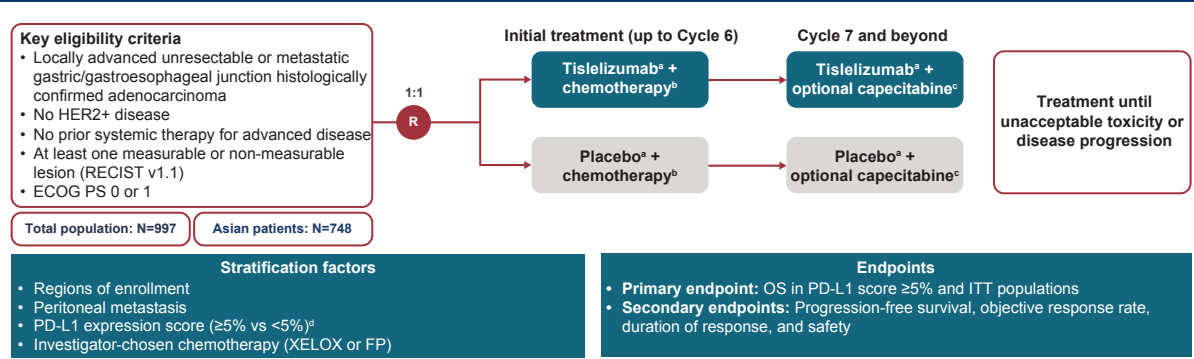 Key eligibility criteria
• Locally advanced unresectable or metastatic
gastric/gastroesophageal junction histologically
confirmed adenocarcinoma
• No HER2+ disease
• No prior systemic therapy for advanced disease
• At least one measurable or non-measurable
lesion (RECIST v1.1)
• ECOG PS 0 or 1
Total population: N=997
Asian patients: N=748
1:1
R
Initial treatment (up to Cycle 6)
Tislelizumabᵃ +
chemotherapyᵇ
Placeboᵃ +
chemotherapyᵇ
Cycle 7 and beyond
Tislelizumabᵃ +
optional capecitabineᶜ
Placeboᵃ +
optional capecitabineᶜ
Treatment until
unacceptable toxicity or
disease progression
Stratification factors
• Regions of enrollment
• Peritoneal metastasis
• PD-L1 expression score (≥5% vs <5%)ᵈ
• Investigator-chosen chemotherapy (XELOX or FP)
Endpoints
• Primary endpoint: OS in PD-L1 score ≥5% and ITT populations
• Secondary endpoints: Progression-free survival, objective response rate,
duration of response, and safety